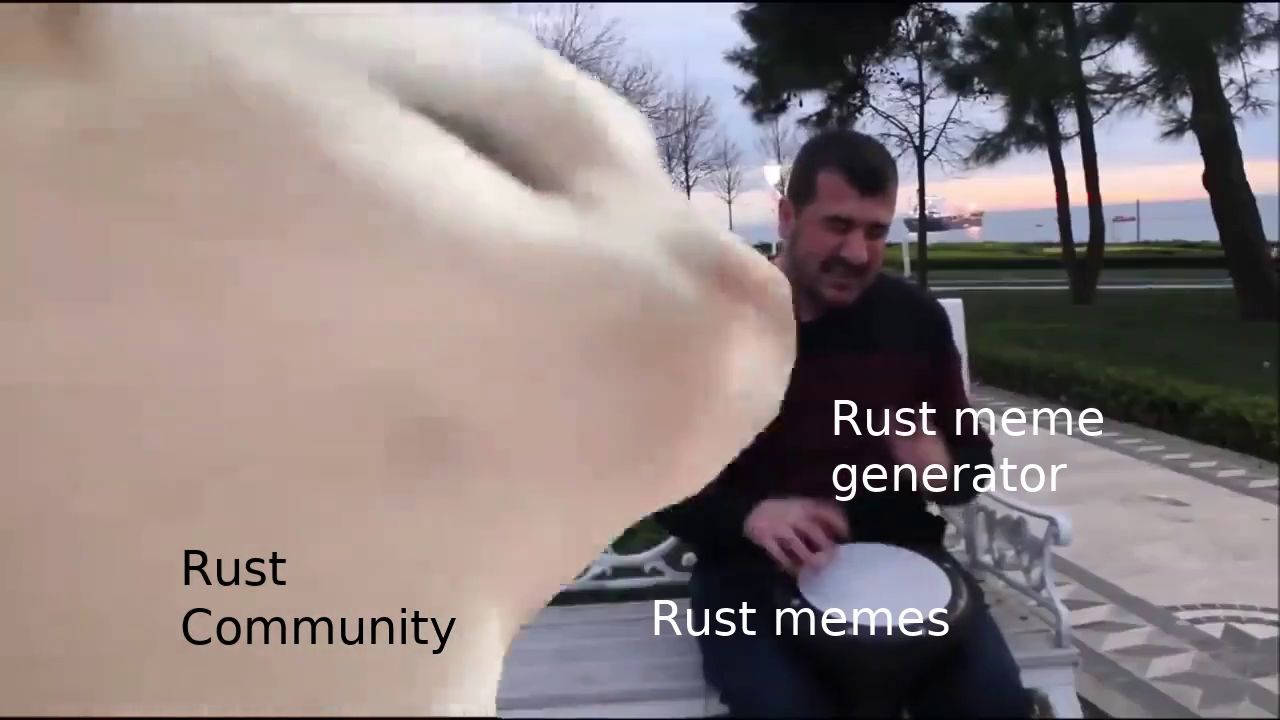 Rust meme
generator
Rust
Community
Rust memes